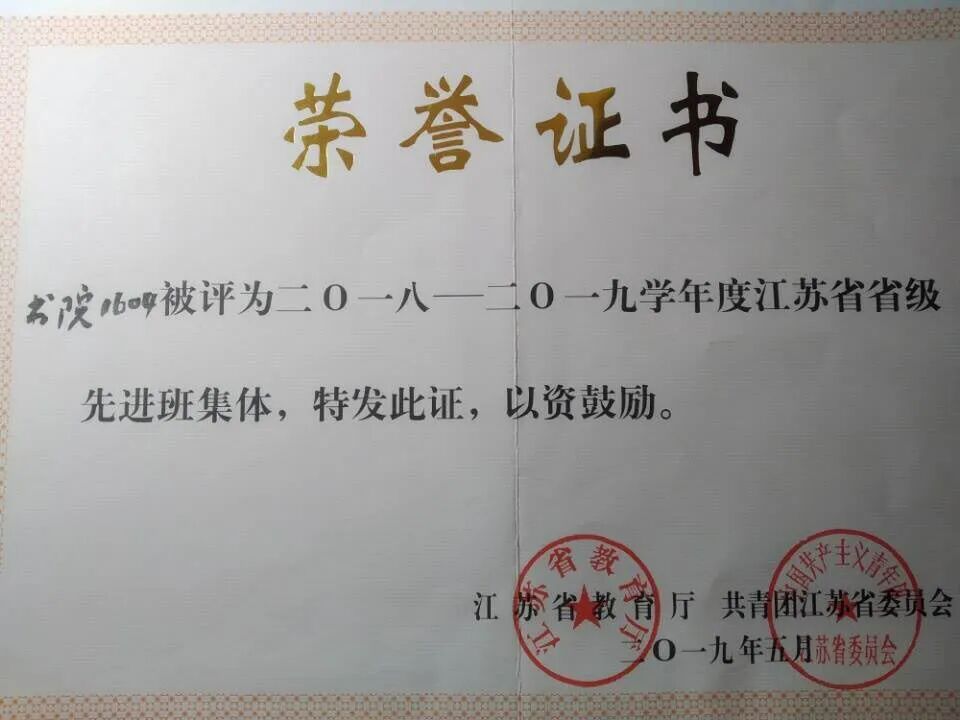 荣誉证书
书院1604被评为二〇一八—二〇一九学年度江苏省省级
先进班集体，特发此证，以资鼓励。
江苏省教育厅 共青团江苏省委员会
二〇一九年五月
江苏省教育厅
中国共产主义青年团
江苏省委员会